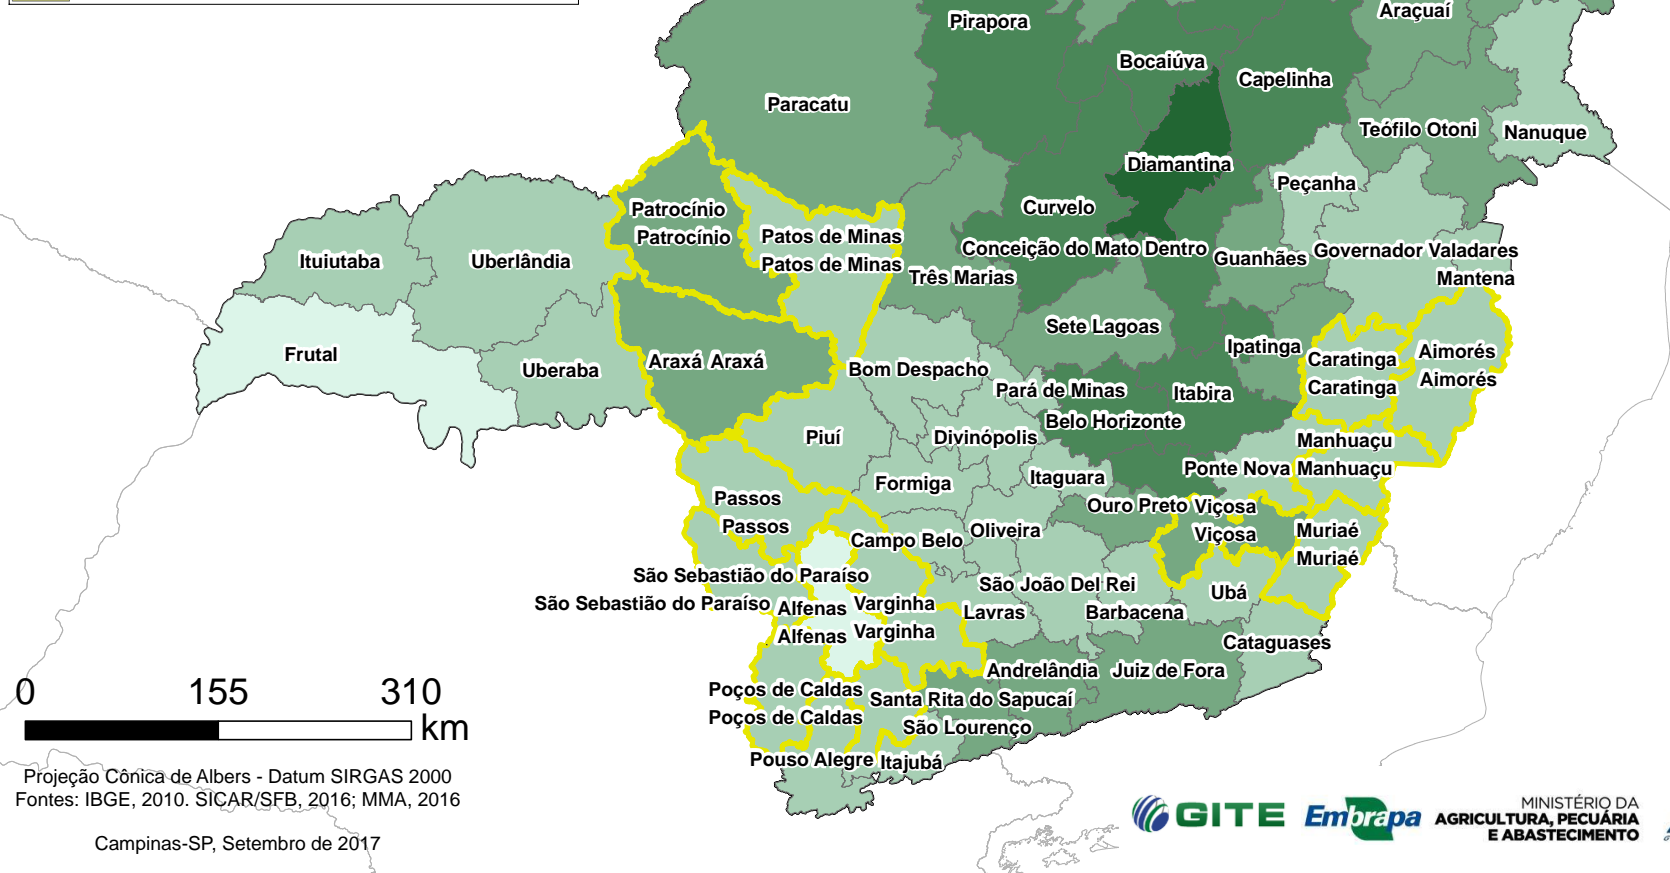 Araçuaí
Pirapora
Bocaiúva
Capelinha
Paracatu
Teófilo Otoni
Nanuque
Diamantina
Peçanha
Patrocínio
Curvelo
Patrocínio
Patos de Minas
Conceição do Mato Dentro
Guanhães
Governador Valadares
Ituiutaba
Uberlândia
Patos de Minas
Três Marias
Mantena
Sete Lagoas
Ipatinga
Frutal
Aimorés
Caratinga
Araxá Araxá
Uberaba
Bom Despacho
Aimorés
Caratinga
Pará de Minas
Itabira
Belo Horizonte
Piuí
Divinópolis
Manhuaçu
Ponte Nova
Manhuaçu
Itaguara
Formiga
Passos
Ouro Preto
Viçosa
Passos
Oliveira
Muriaé
Viçosa
Campo Belo
Muriaé
São Sebastião do Paraíso
São João Del Rei
Ubá
São Sebastião do Paraíso
Alfenas
Varginha
Lavras
Barbacena
Alfenas
Varginha
Cataguases
Andrelândia
Juiz de Fora
Poços de Caldas
Santa Rita do Sapucaí
Poços de Caldas
São Lourenço
Pouso Alegre
Itajubá
0 155 310
km
Projeção Cônica de Albers - Datum SIRGAS 2000
Fontes: IBGE, 2010. SICAR/SFB, 2016; MMA, 2016
Campinas-SP, Setembro de 2017
GITE
Embrapa
MINISTÉRIO DA
AGRICULTURA, PECUÁRIA
E ABASTECIMENTO